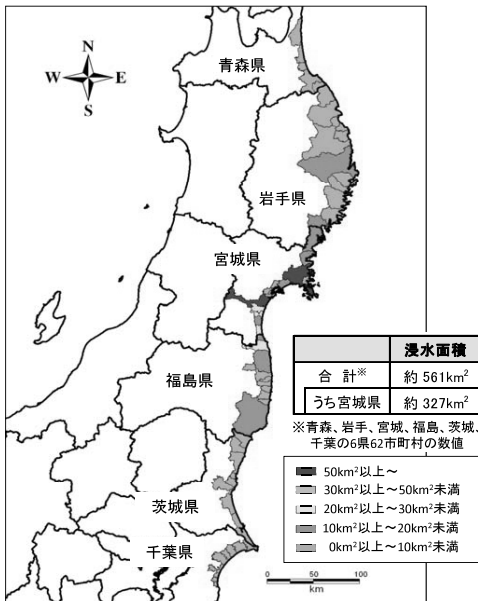 N
W E
S
青森県
岩手県
宮城県
福島県
茨城県
千葉県
浸水面積
合 計※ 約 561km²
うち宮城県 約 327km²
※青森、岩手、宮城、福島、茨城、
千葉の6県62市町村の数値
50km²以上～
30km²以上～50km²未満
20km²以上～30km²未満
10km²以上～20km²未満
0km²以上～10km²未満
0 50 100
km